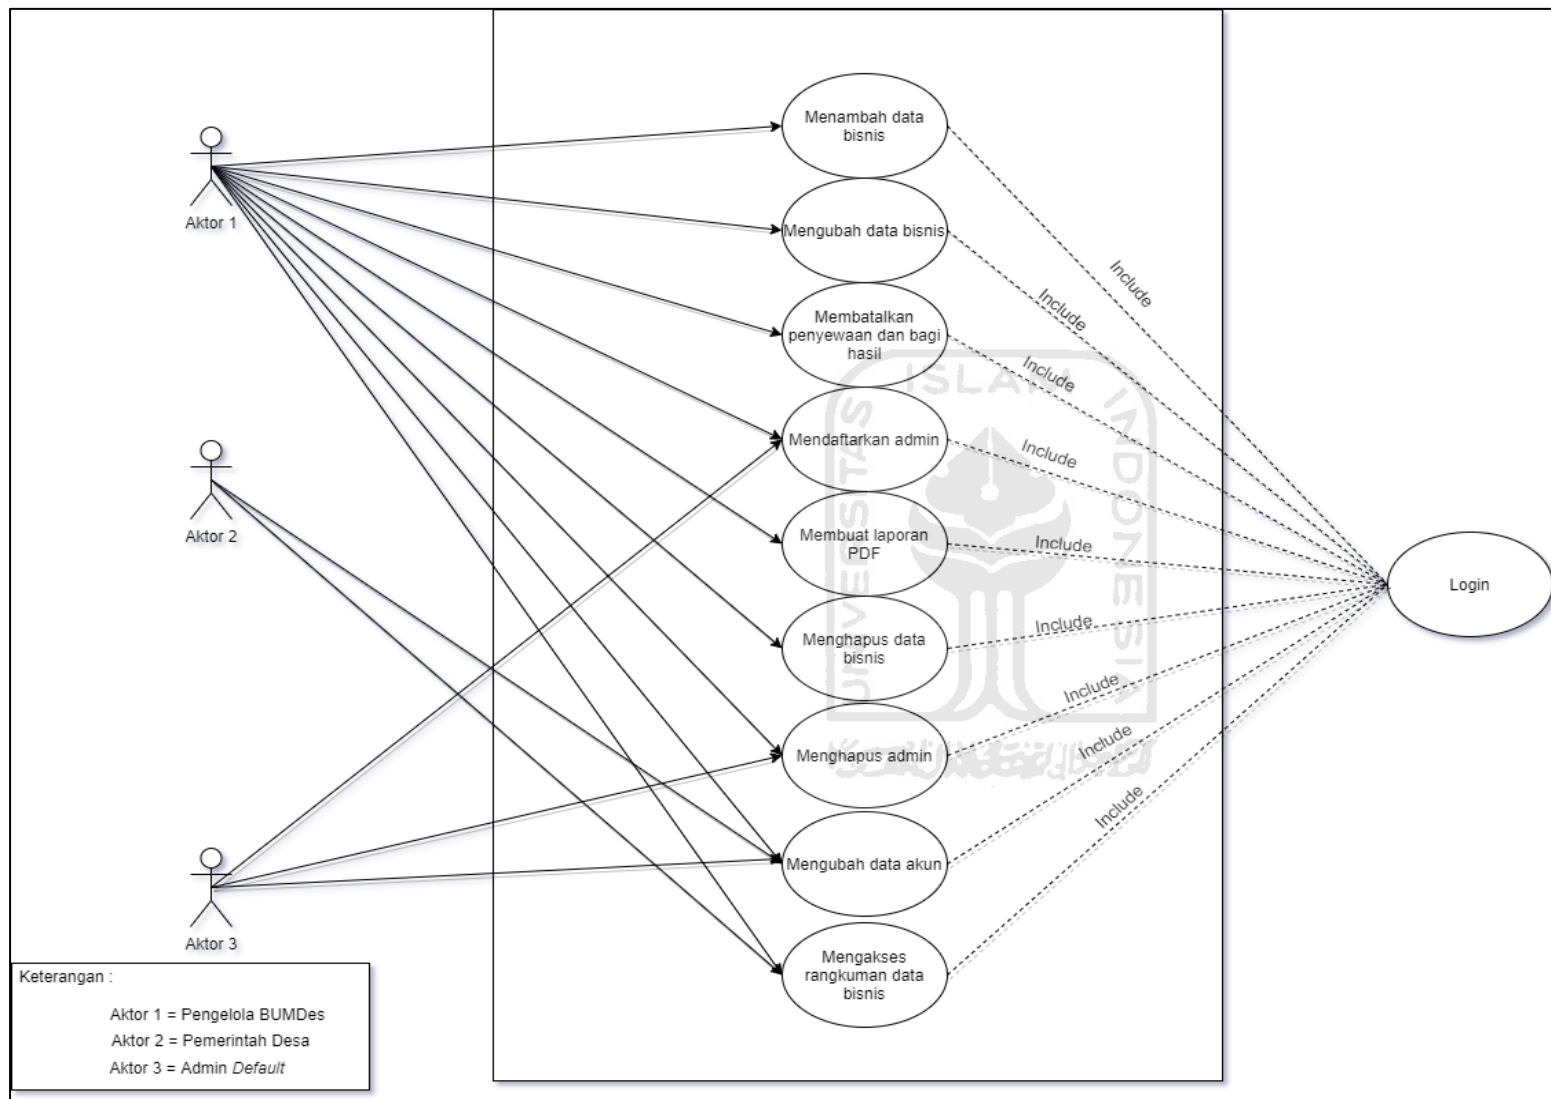 Menambah data
bisnis
Aktor 1
Mengubah data bisnis
Include
Include
Membatalkan
penyewaan dan bagi
hasil
Include
ISLAM
UNIVERSITAS
INDONESIA
Mendaftarkan admin
Include
Aktor 2
Membuat laporan
PDF
Include
Login
Menghapus data
bisnis
Include
Include
Menghapus admin
Include
Include
Mengubah data akun
Aktor 3
Mengakses
rangkuman data
bisnis
Keterangan :
Aktor 1 = Pengelola BUMDes
Aktor 2 = Pemerintah Desa
Aktor 3 = Admin Default